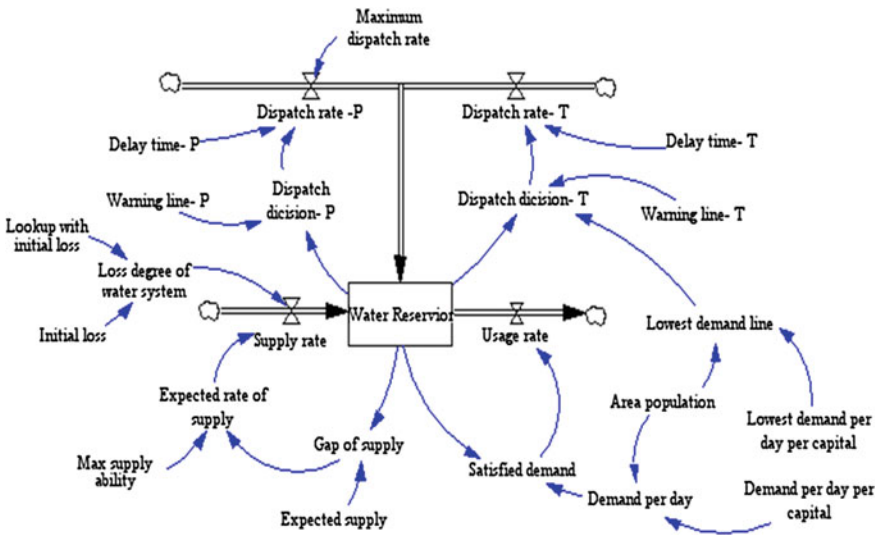 Maximum
dispatch rate
Dispatch rate -P
Dispatch rate- T
Delay time- P
Delay time- T
Warning line- P
Dispatch
dicision- P
Dispatch dicision- T
Warning line- T
Lookup with
initial loss
Loss degree of
water system
Initial loss
Supply rate
Water Reservior
Usage rate
Lowest demand line
Expected rate of
supply
Area population
Lowest demand per
day per capital
Gap of supply
Max supply
ability
Satisfied demand
Demand per day
Demand per day per
capital
Expected supply